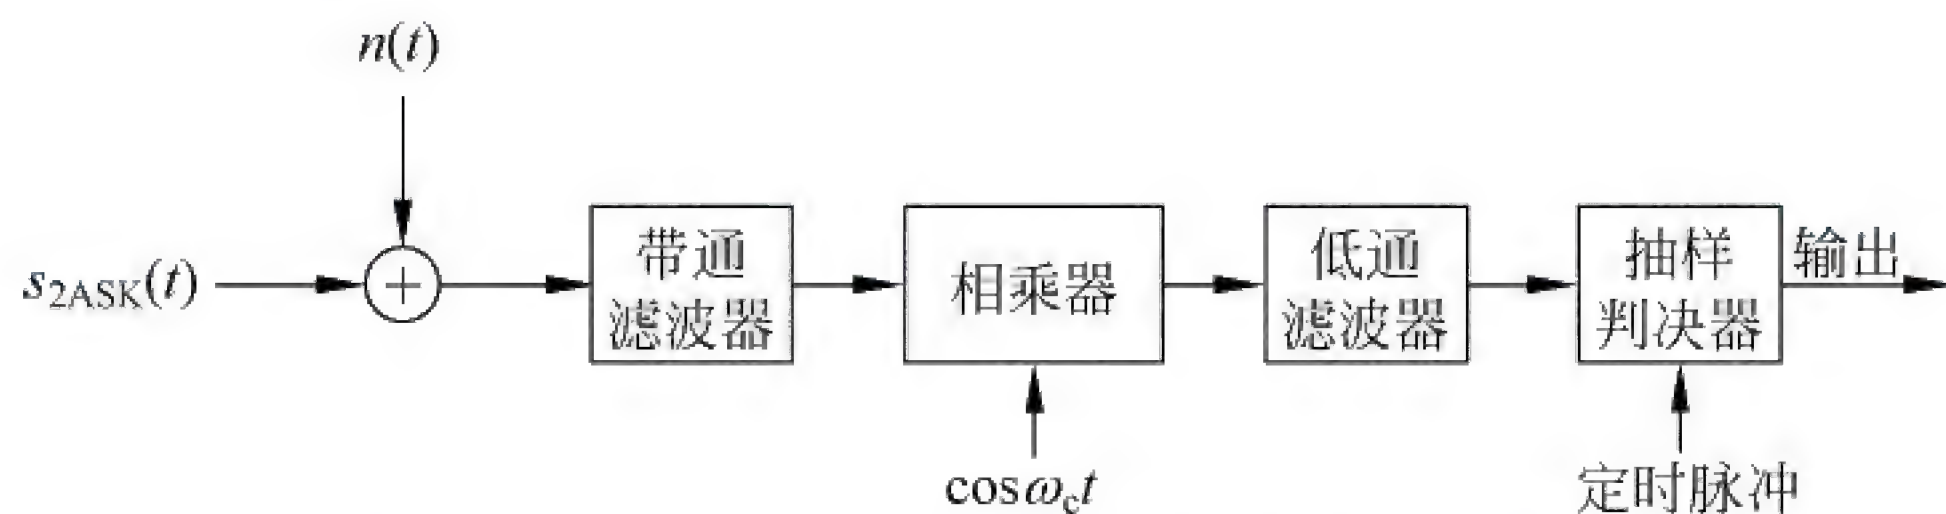 n(t)
s2ASK(t)
+
带通
滤波器
相乘器
低通
滤波器
抽样
判决器
输出
cosωct
定时脉冲